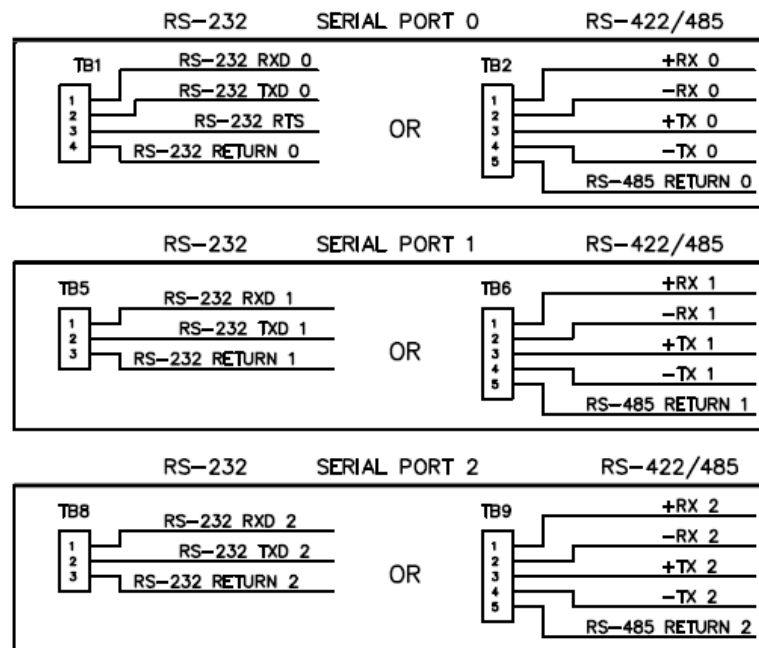 RS-232 SERIAL PORT 0 RS-422/485
TB1 RS-232 RXD 0 TB2 +RX 0
1 RS-232 TXD 0 1 -RX 0
2 RS-232 RTS 2 +TX 0
3 OR 3
4 RS-232 RETURN 0 4 -TX 0
5 RS-485 RETURN 0
RS-232 SERIAL PORT 1 RS-422/485
TB5 RS-232 RXD 1 TB6 +RX 1
1 RS-232 TXD 1 1 -RX 1
2 OR 2 +TX 1
3 RS-232 RETURN 1 3
4 -TX 1
5 RS-485 RETURN 1
RS-232 SERIAL PORT 2 RS-422/485
TB8 RS-232 RXD 2 TB9 +RX 2
1 RS-232 TXD 2 1 -RX 2
2 OR 2 +TX 2
3 RS-232 RETURN 2 3
4 -TX 2
5 RS-485 RETURN 2